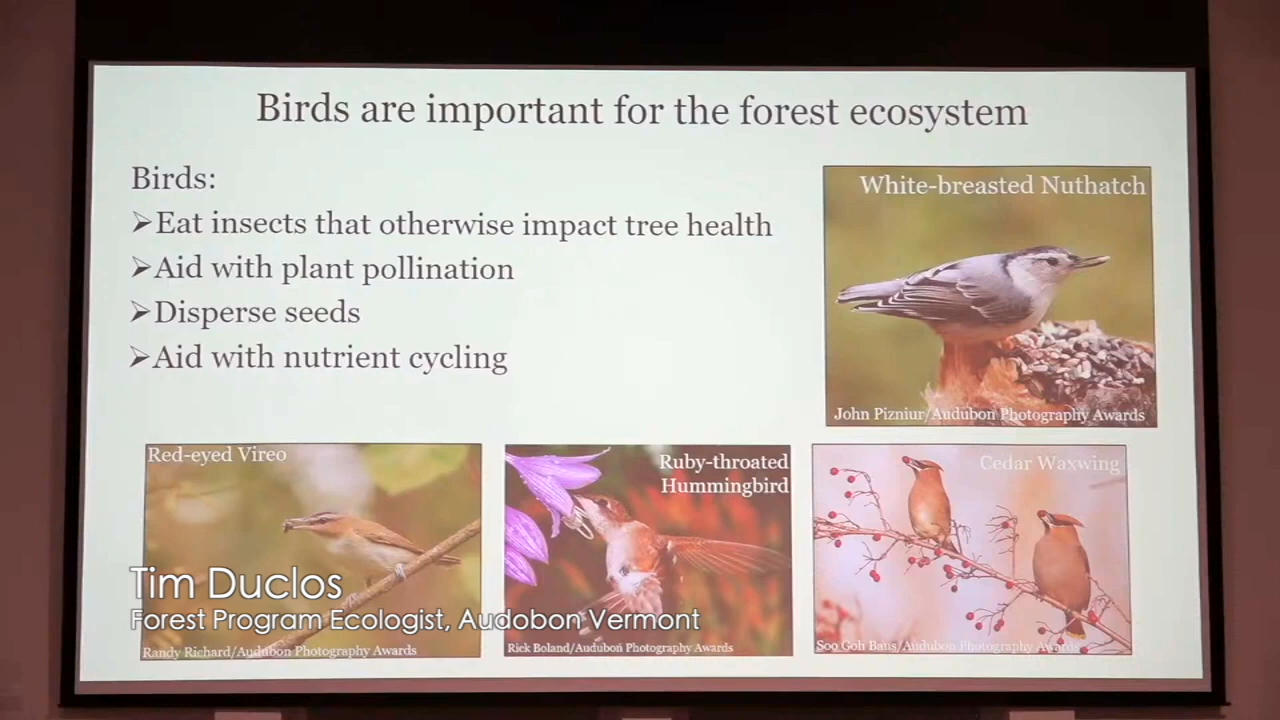 Birds are important for the forest ecosystem
Birds:
➢Eat insects that otherwise impact tree health
➢Aid with plant pollination
➢Disperse seeds
➢Aid with nutrient cycling
White-breasted Nuthatch
John Pizniur/Audubon Photography Awards
Red-eyed Vireo
Randy Richard/Audubon Photography Awards
Ruby-throated
Hummingbird
Rick Boland/Audubon Photography Awards
Cedar Waxwing
Soo Goh Baus/Audubon Photography Awards
Tim Duclos
Forest Program Ecologist, Audobon Vermont